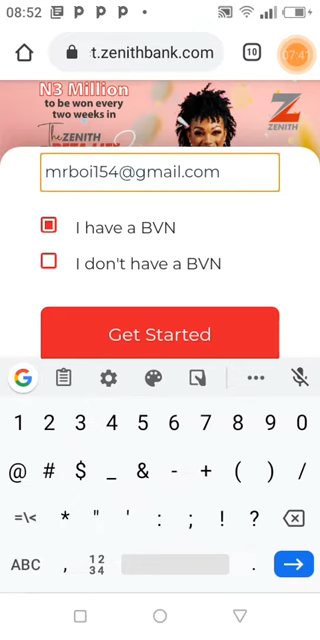 08:52 P P P •
t.zenithbank.com 10 07:41
N3 Million
to be won every
two weeks in
The ZENITH
ZENITH
mrboi154@gmail.com
I have a BVN
I don't have a BVN
Get Started
G
1 2 3 4 5 6 7 8 9 0
@ # $ _ & - + ( ) /
=\< * " ' : ; ! ?
ABC , 12 .
34